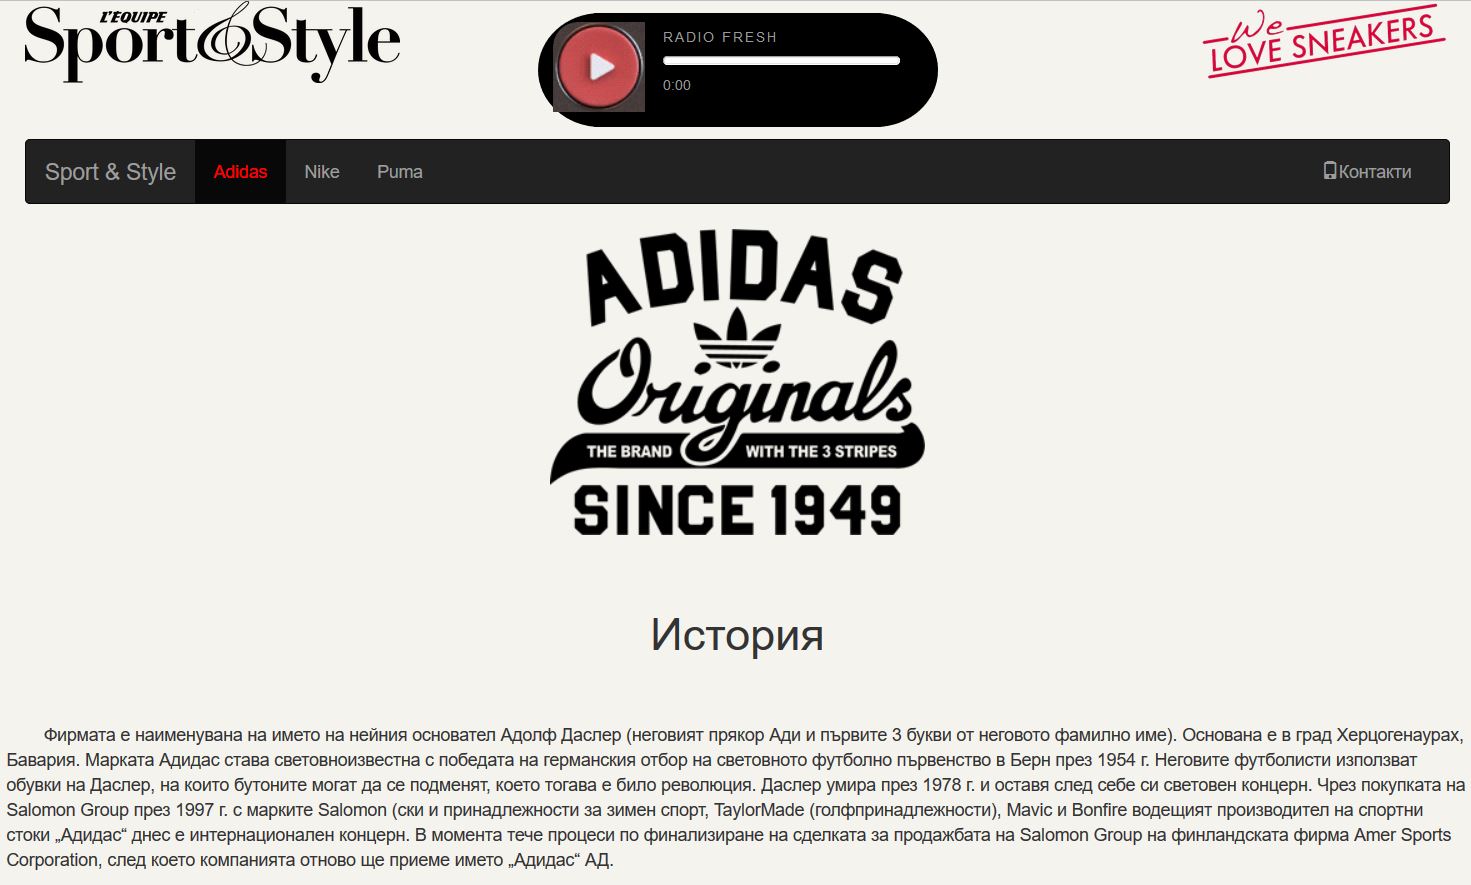 L'ÉQUIPE
Sport&Style
RADIO FRESH
0:00
We
LOVE SNEAKERS
Sport & Style Adidas Nike Puma Контакти
ADIDAS
Originals
THE BRAND WITH THE 3 STRIPES
SINCE 1949
История
Фирмата е наименувана на името на нейния основател Адолф Даслер (неговият прякор Ади и първите 3 букви от неговото фамилно име). Основана е в град Херцогенаурах,
Бавария. Марката Адидас става световноизвестна с победата на германския отбор на световното футболно първенство в Берн през 1954 г. Неговите футболисти използват
обувки на Даслер, на които бутоните могат да се подменят, което тогава е било революция. Даслер умира през 1978 г. и оставя след себе си световен концерн. Чрез покупката на
Salomon Group през 1997 г. с марките Salomon (ски и принадлежности за зимен спорт, TaylorMade (голфпринадлежности), Mavic и Bonfire водещият производител на спортни
стоки „Адидас“ днес е интернационален концерн. В момента тече процеси по финализиране на сделката за продажбата на Salomon Group на финландската фирма Amer Sports
Corporation, след което компанията отново ще приеме името „Адидас“ АД.